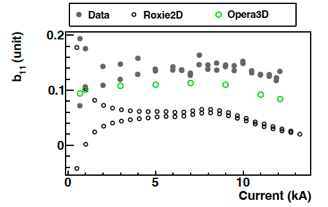 Data Roxie2D Opera3D
0.2
0.1
0
b11 (unit)
0 5 10
Current (kA)